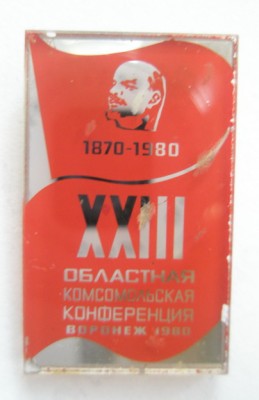 1870-1980
XXIII
ОБЛАСТНАЯ
КОМСОМОЛЬСКАЯ
КОНФЕРЕНЦИЯ
ВОРОНЕЖ 1980